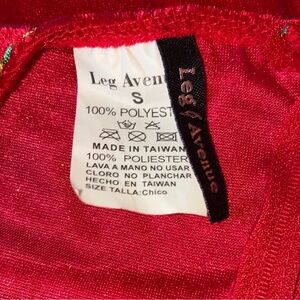 Leg Avenu
S
100% POLYEST
MADE IN TAIWAN
100% POLIESTER
LAVA A MANO NO USAR
CLORO NO PLANCHAR
HECHO EN TAIWAN
SIZE TALLA:Chico
Leg Avenue